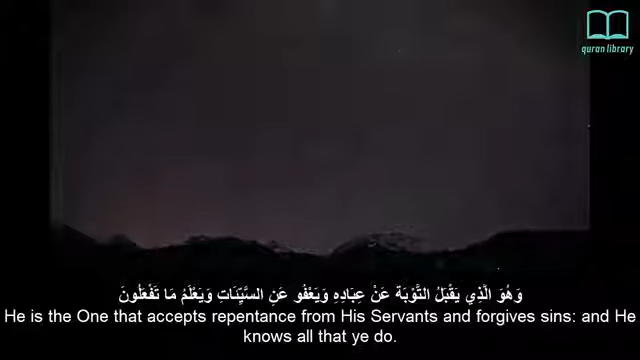 quran library
وَهُوَ الَّذِي يَقْبَلُ التَّوْبَةَ عَنْ عِبَادِهِ وَيَعْفُو عَنِ السَّيِّئَاتِ وَيَعْلَمُ مَا تَفْعَلُونَ
He is the One that accepts repentance from His Servants and forgives sins: and He
knows all that ye do.